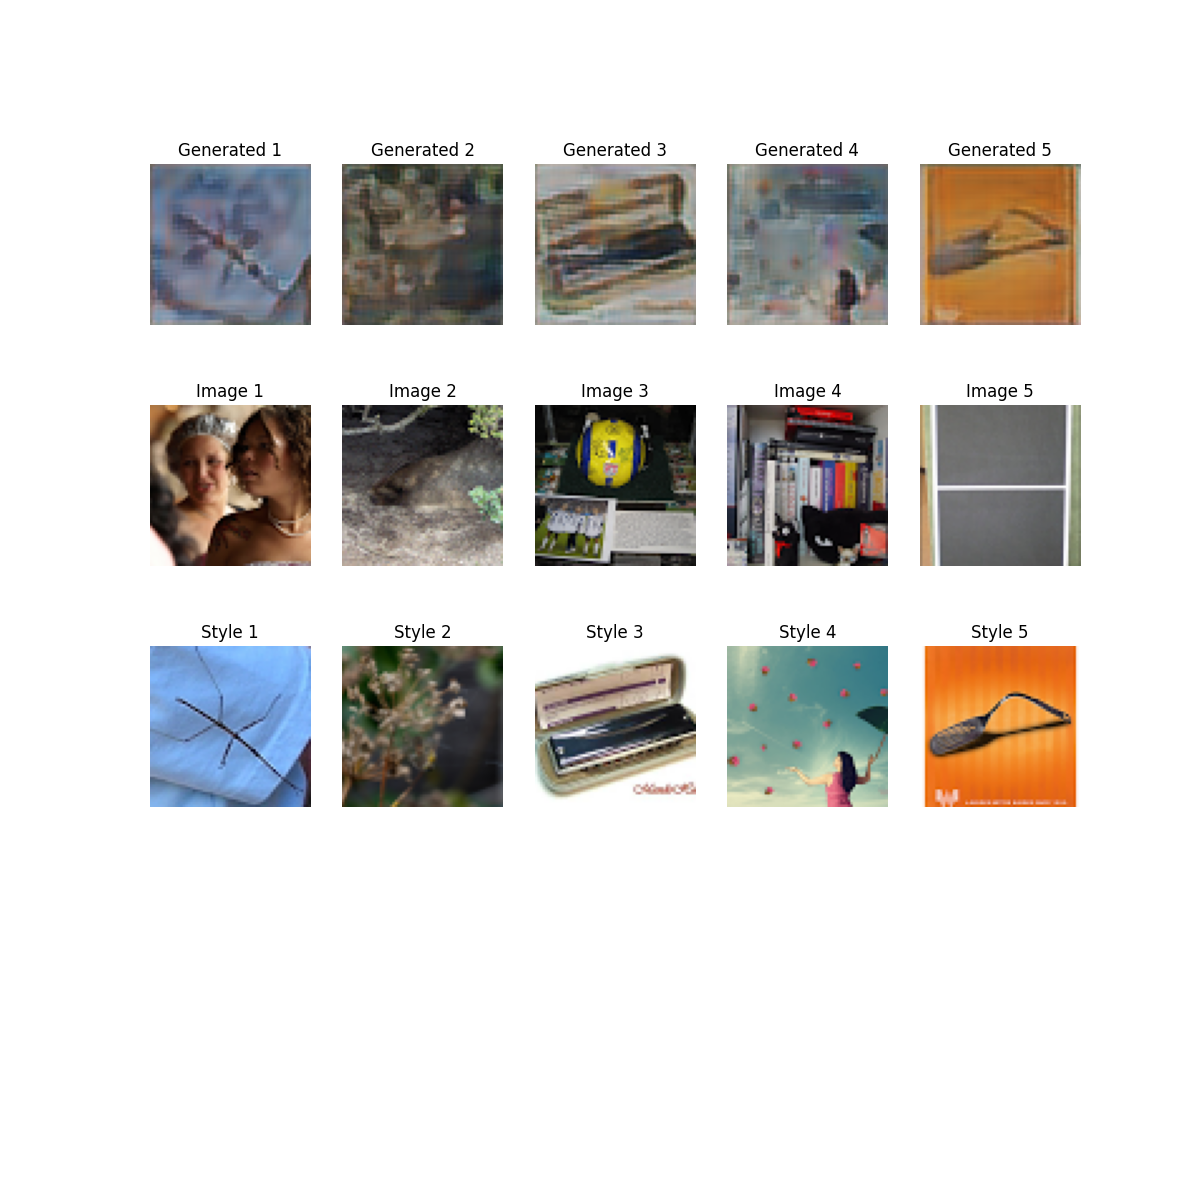 Generated 1
Generated 2
Generated 3
Generated 4
Generated 5
Image 1
Image 2
Image 3
Image 4
Image 5
Style 1
Style 2
Style 3
Style 4
Style 5